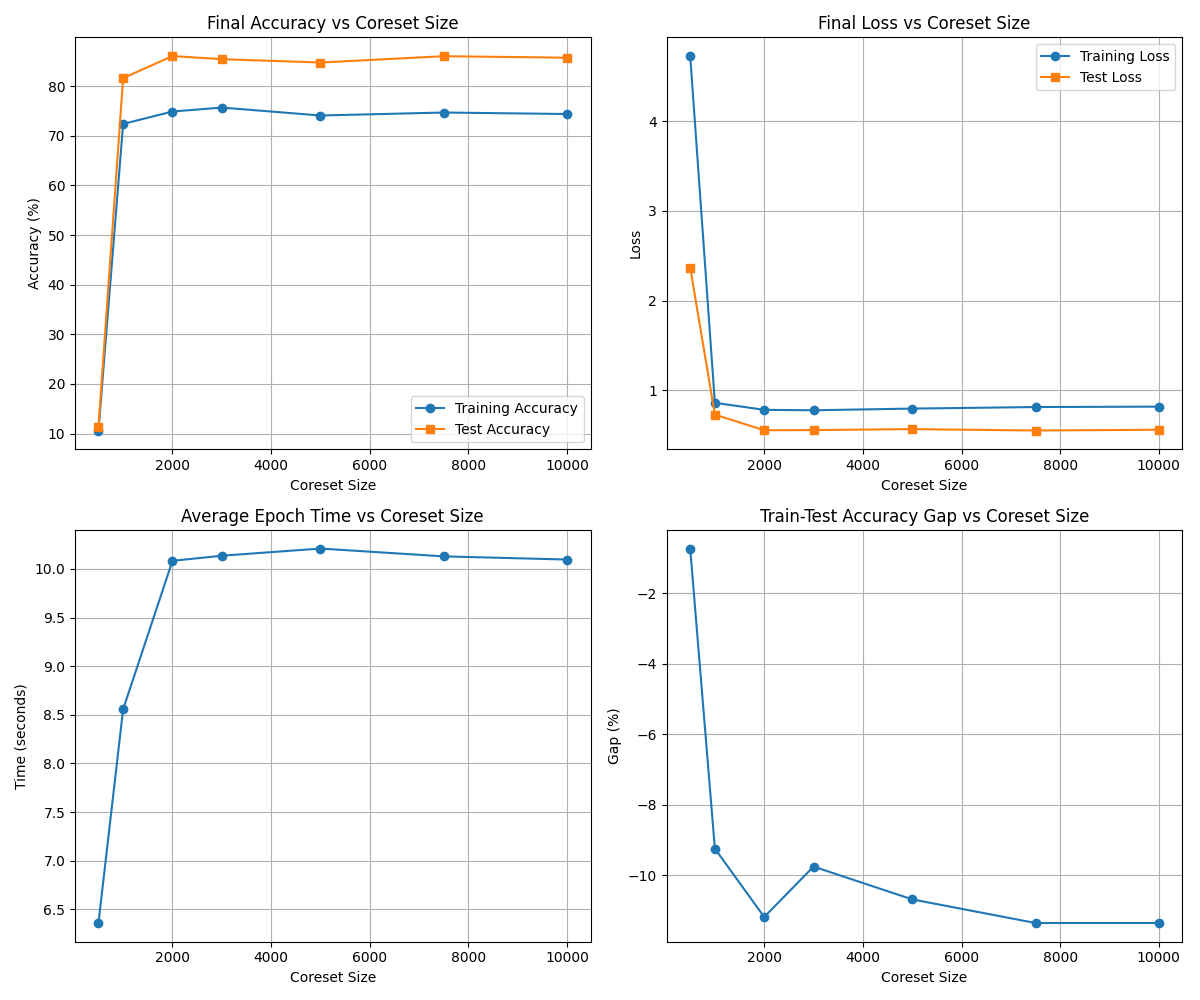 Final Accuracy vs Coreset Size
Accuracy (%)
80
70
60
50
40
30
20
10
Training Accuracy
Test Accuracy
2000 4000 6000 8000 10000
Coreset Size
Final Loss vs Coreset Size
Loss
4
3
2
1
Training Loss
Test Loss
2000 4000 6000 8000 10000
Coreset Size
Average Epoch Time vs Coreset Size
Time (seconds)
10.0
9.5
9.0
8.5
8.0
7.5
7.0
6.5
2000 4000 6000 8000 10000
Coreset Size
Train-Test Accuracy Gap vs Coreset Size
Gap (%)
−2
−4
−6
−8
−10
2000 4000 6000 8000 10000
Coreset Size